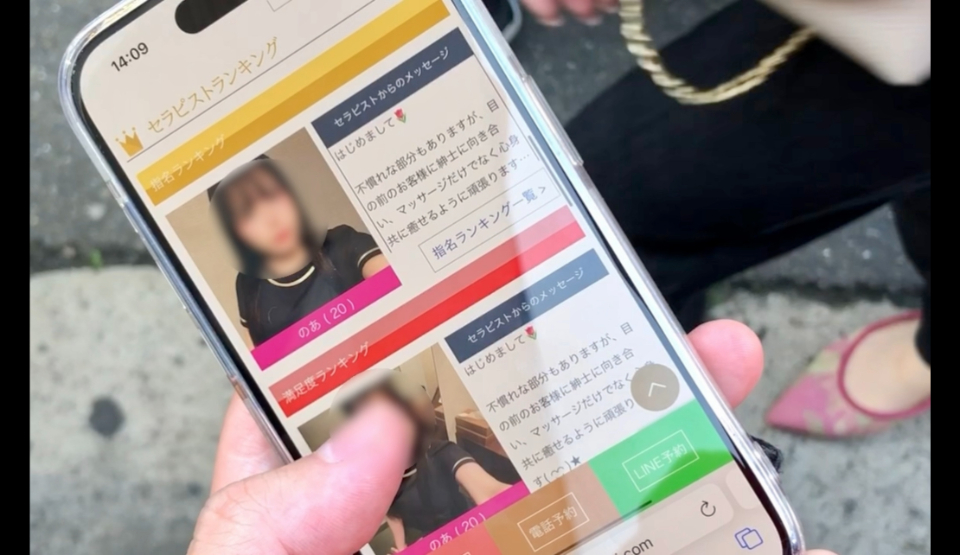 14:09
セラピストランキング
指名ランキング
セラピストからのメッセージ
はじめまして🌹
不慣れな部分もありますが、目
の前のお客様に紳士に向き合
い、マッサージだけでなく心身
共に癒せるように頑張ります…
指名ランキング一覧 >
のあ ( 20 )
満足度ランキング
セラピストからのメッセージ
はじめまして🌹
不慣れな部分もありますが、目
の前のお客様に紳士に向き合
い、マッサージだけでなく心
共に癒せるように頑張り
す(
のあ ( 20 )
電話予約
LINE予約
.com